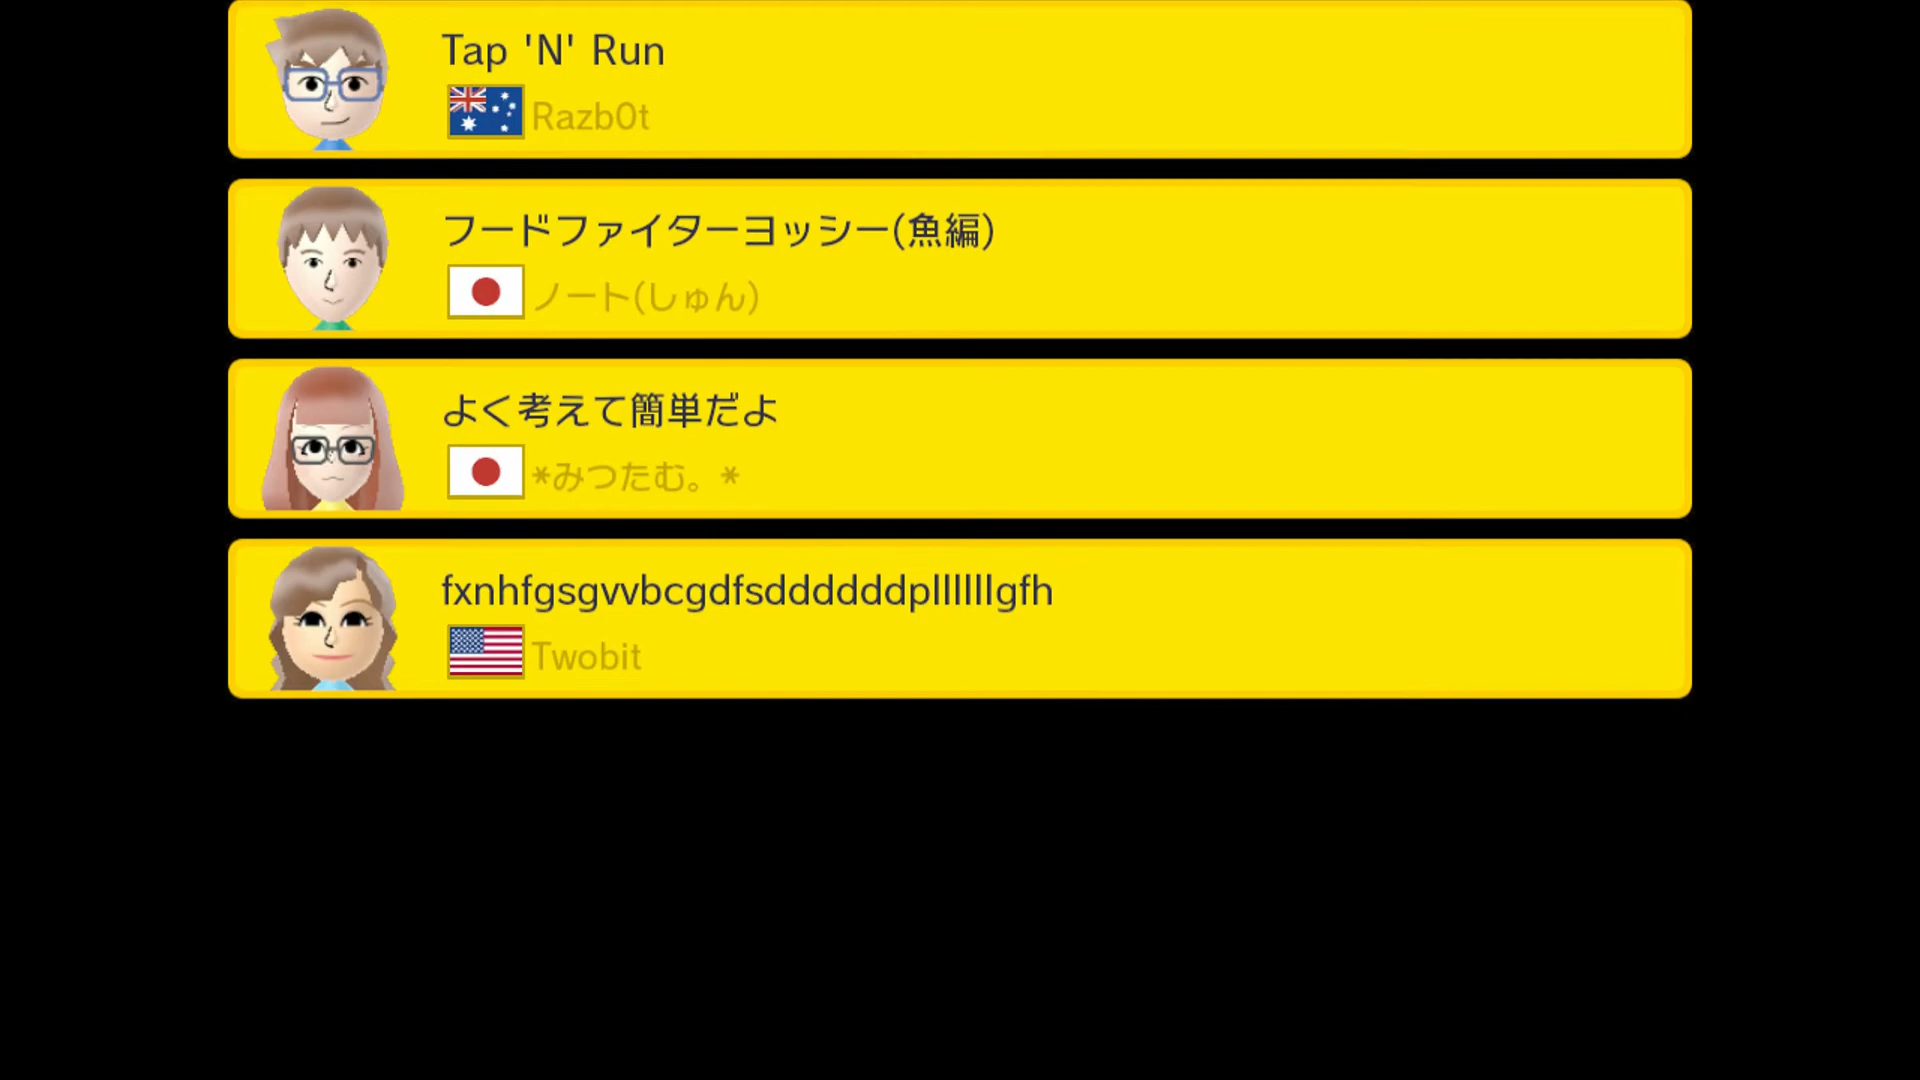 Tap 'N' Run
Razb0t
フードファイターヨッシー(魚編)
ノート(しゅん)
よく考えて簡単だよ
*みつたむ。*
fxnhfgsgvvbcgdfsddddddpllllllgfh
Twobit